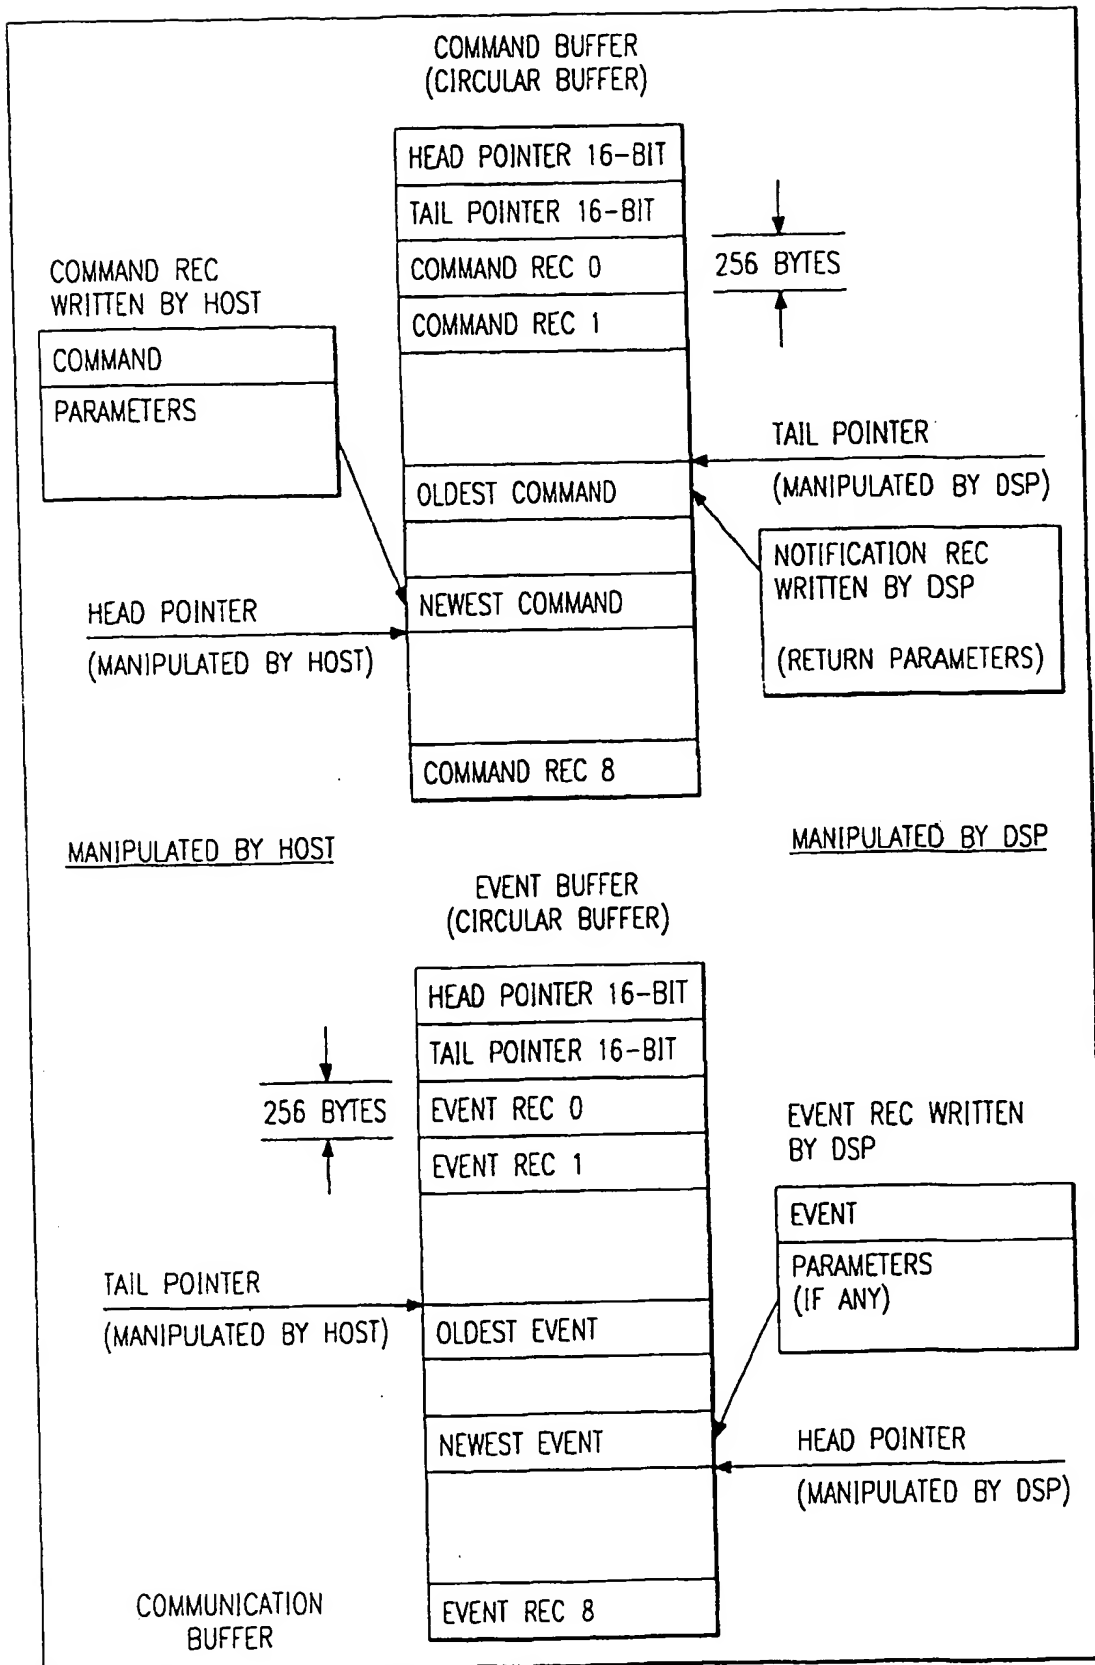 COMMAND BUFFER
(CIRCULAR BUFFER)
HEAD POINTER 16-BIT
TAIL POINTER 16-BIT
COMMAND REC 0
256 BYTES
COMMAND REC 1
COMMAND REC
WRITTEN BY HOST
COMMAND
PARAMETERS
TAIL POINTER
(MANIPULATED BY DSP)
OLDEST COMMAND
NOTIFICATION REC
WRITTEN BY DSP
(RETURN PARAMETERS)
NEWEST COMMAND
HEAD POINTER
(MANIPULATED BY HOST)
COMMAND REC 8
MANIPULATED BY HOST
MANIPULATED BY DSP
EVENT BUFFER
(CIRCULAR BUFFER)
HEAD POINTER 16-BIT
TAIL POINTER 16-BIT
256 BYTES
EVENT REC 0
EVENT REC 1
EVENT REC WRITTEN
BY DSP
EVENT
PARAMETERS
(IF ANY)
TAIL POINTER
(MANIPULATED BY HOST)
OLDEST EVENT
NEWEST EVENT
HEAD POINTER
(MANIPULATED BY DSP)
EVENT REC 8
COMMUNICATION
BUFFER